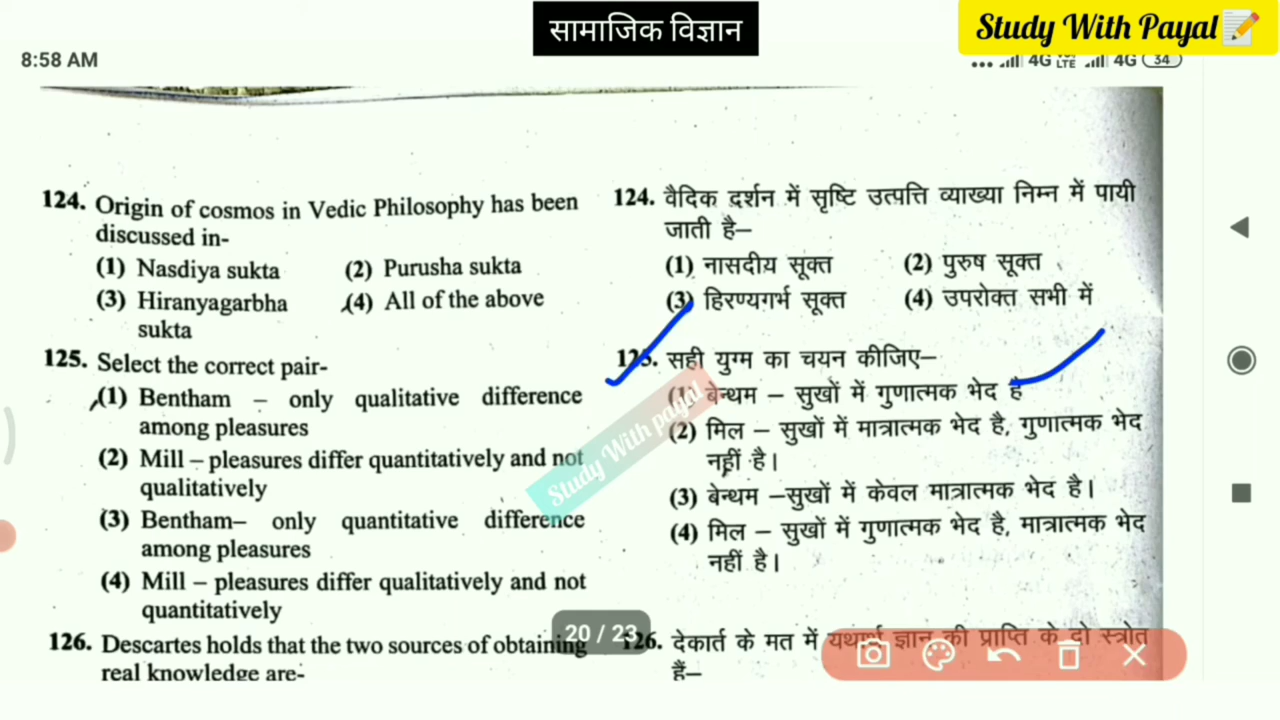 सामाजिक विज्ञान
Study With Payal
8:58 AM
4G VoLTE 4G 34
124. Origin of cosmos in Vedic Philosophy has been
discussed in-
(1) Nasdiya sukta (2) Purusha sukta
(3) Hiranyagarbha (4) All of the above
sukta
125. Select the correct pair-
(1) Bentham – only qualitative difference
among pleasures
(2) Mill – pleasures differ quantitatively and not
qualitatively
(3) Bentham– only quantitative difference
among pleasures
(4) Mill – pleasures differ qualitatively and not
quantitatively
126. Descartes holds that the two sources of obtaining
real knowledge are-
124. वैदिक दर्शन में सृष्टि उत्पत्ति व्याख्या निम्न में पायी
जाती है–
(1) नासदीय सूक्त (2) पुरुष सूक्त
(3) हिरण्यगर्भ सूक्त (4) उपरोक्त सभी में
125. सही युग्म का चयन कीजिए–
(1) बेन्थम – सुखों में गुणात्मक भेद है
(2) मिल – सुखों में मात्रात्मक भेद है, गुणात्मक भेद
नहीं है।
(3) बेन्थम –सुखों में केवल मात्रात्मक भेद है।
(4) मिल – सुखों में गुणात्मक भेद है, मात्रात्मक भेद
नहीं है।
126. देकार्त के मत में यथार्थ ज्ञान की प्राप्ति के दो स्त्रोत
हैं–
Study With payal
20 / 23